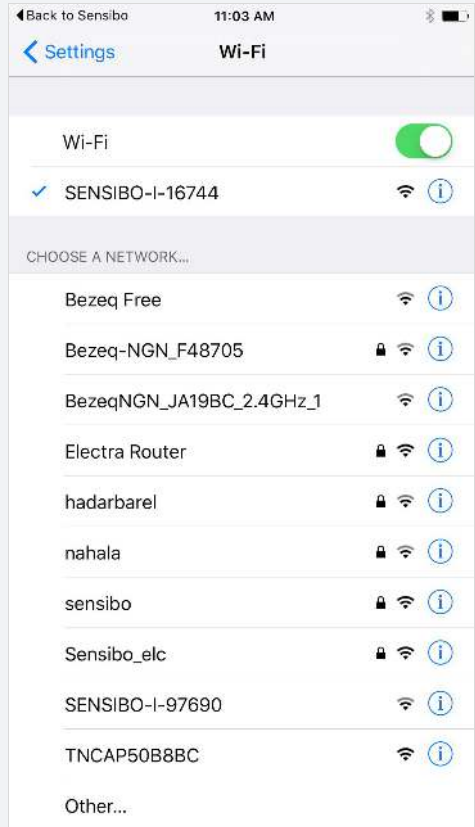 Back to Sensibo 11:03 AM
Settings Wi-Fi
Wi-Fi
SENSIBO-I-16744
CHOOSE A NETWORK...
Bezeq Free
Bezeq-NGN_F48705
BezeqNGN_JA19BC_2.4GHz_1
Electra Router
hadarbarel
nahala
sensibo
Sensibo_elc
SENSIBO-I-97690
TNCAP50B8BC
Other...